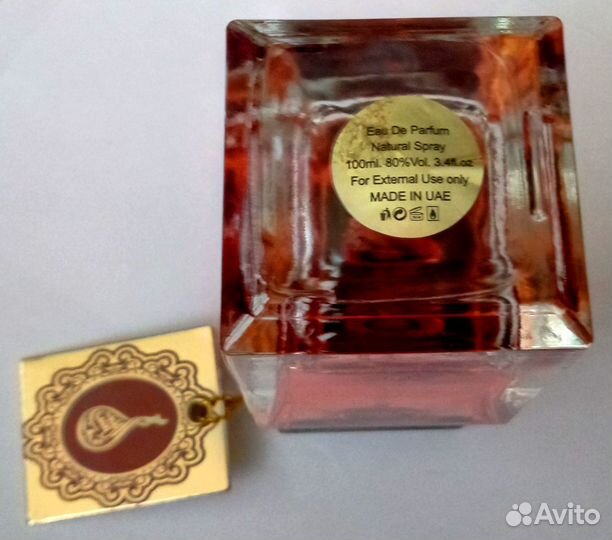 Eau De Parfum
Natural Spray
100ml. 80%Vol. 3.4fl.oz
For External Use only
MADE IN UAE
Avito